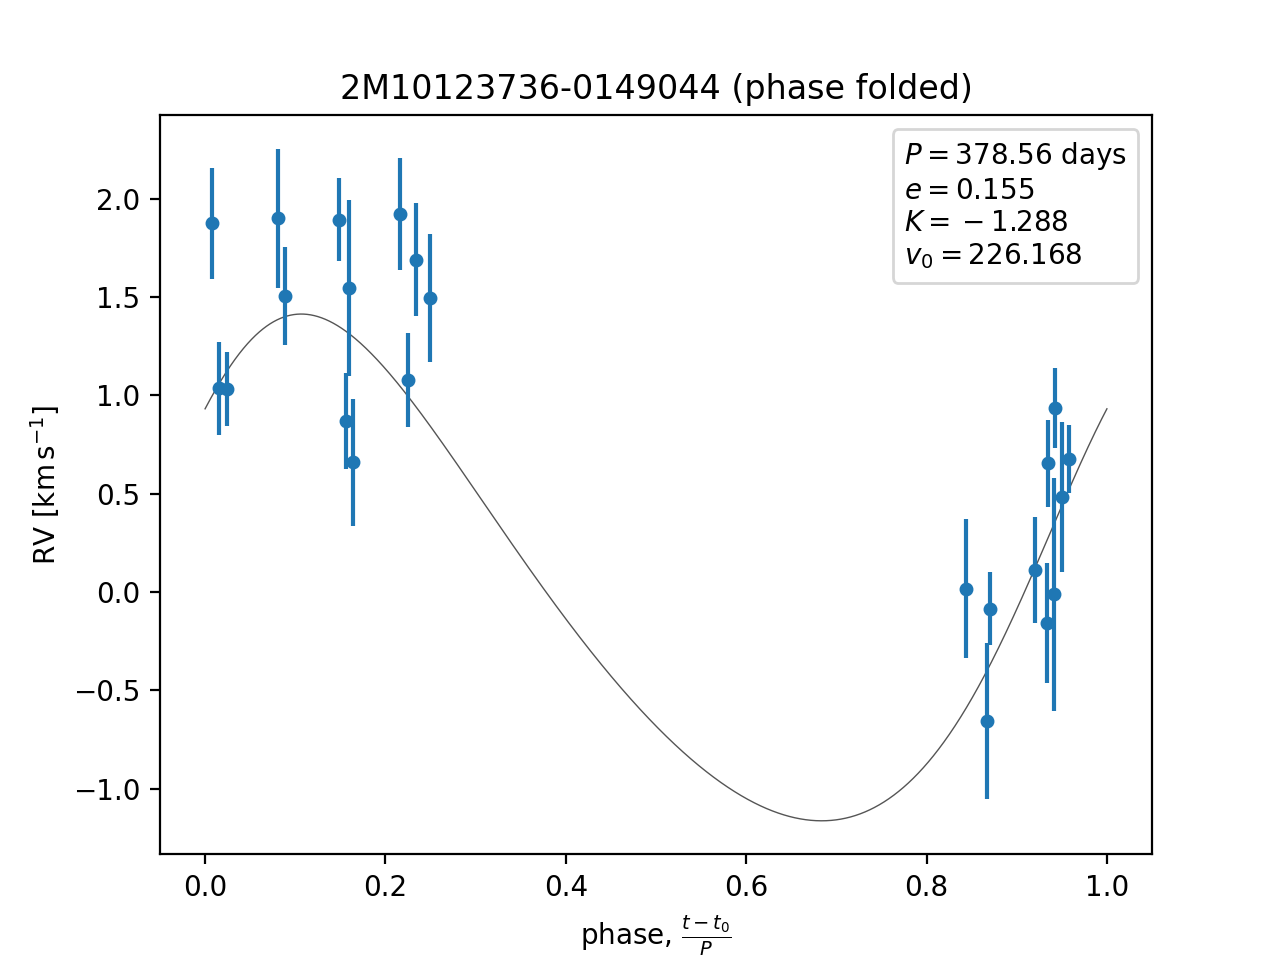 2M10123736-0149044 (phase folded)
P = 378.56 days
e = 0.155
K = −1.288
v₀ = 226.168
RV [km s⁻¹]
2.0
1.5
1.0
0.5
0.0
−0.5
−1.0
0.0 0.2 0.4 0.6 0.8 1.0
phase, (t − t₀)/P